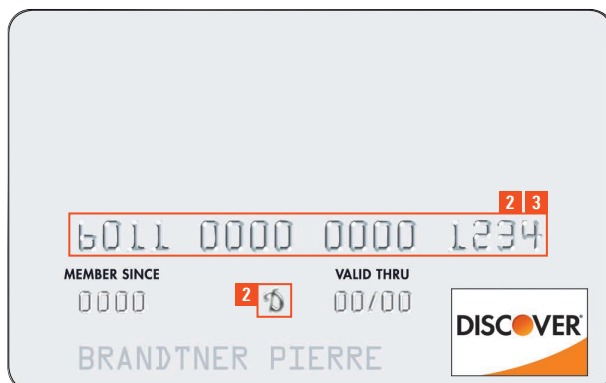 2 3
6011 0000 0000 1234
MEMBER SINCE VALID THRU
0000 2 D 00/00
DISCOVER
BRANDTNER PIERRE